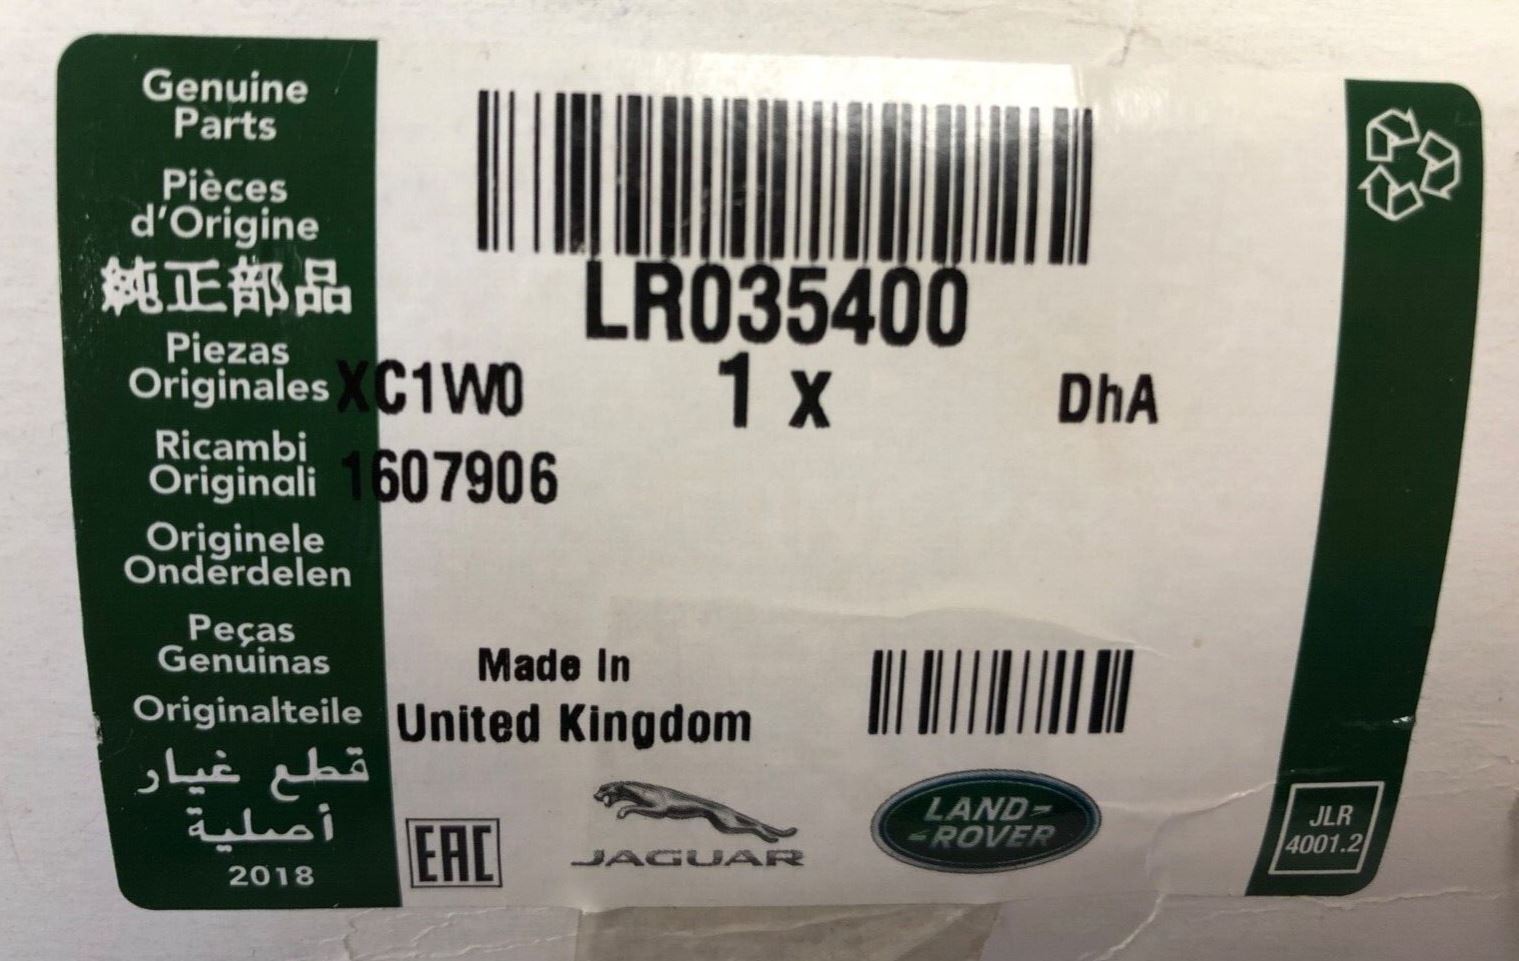 Genuine
Parts
Pièces
d'Origine
純正部品
Piezas
Originales
Ricambi
Originali
Originele
Onderdelen
Peças
Genuinas
Originalteile
قطع غيار
أصلية
2018
LR035400
XC1W0 1 x DhA
1607906
Made In
United Kingdom
EAC
JAGUAR
LAND-
-ROVER
JLR
4001.2